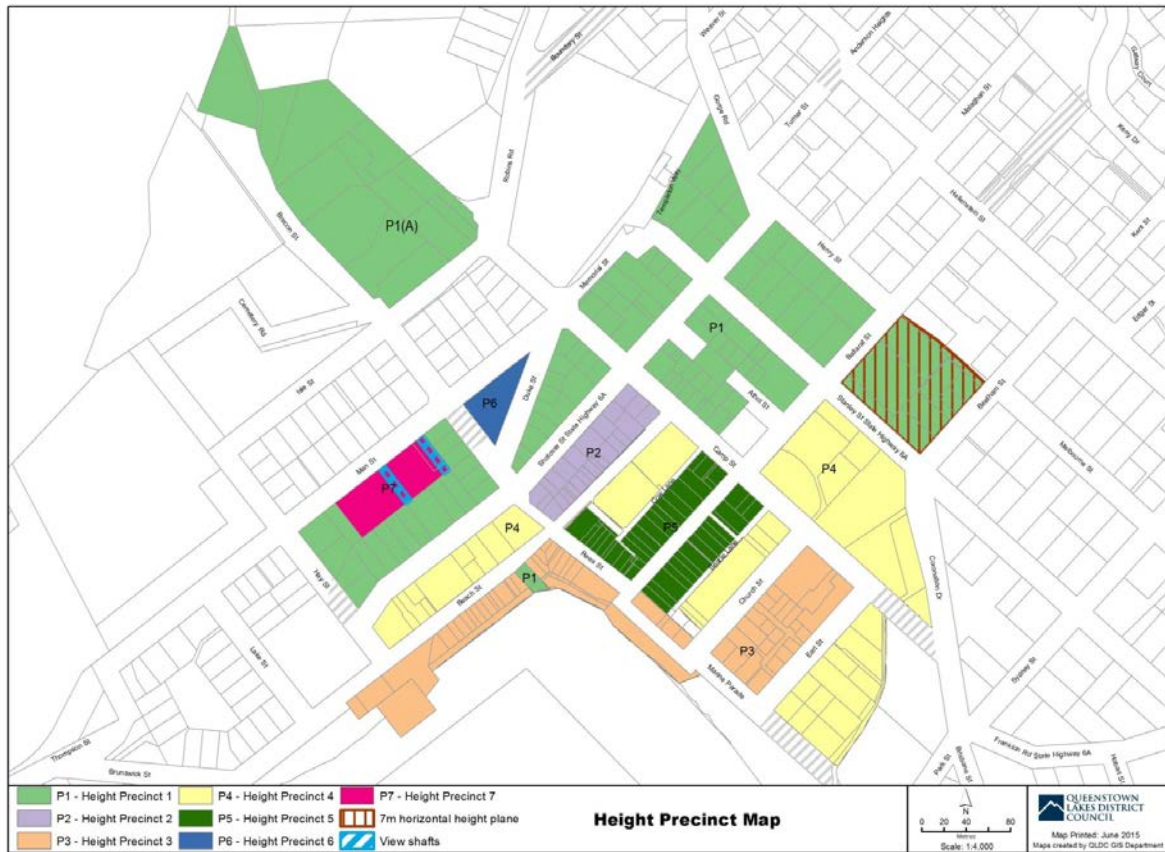 Boundary St
Weaver St
Anderson Heights
Gorge Rd
Turner St
Malaghan St
Kerry Dr
Robins Rd
Templeton Way
Hallenstein St
Kent St
P1(A)
Brecon St
Henry St
Memorial St
Edgar St
Cemetery Rd
P1
Ballarat St
Beetham St
Isle St
Duke St
Athol St
Stanley St State Highway 6A
P6
Shotover St State Highway 6A
Melbourne St
Man St
P2
Camp St
P4
P7
Cow Lane
P5
P4
Rees St
Beach St
P1
Church St
Hay St
Coronation Dr
Lake St
P3
Earl St
Sydney St
Marine Parade
Thompson St
Brunswick St
Park St
Brisbane St
Frankton Rd State Highway 6A
Hobart St
P1 - Height Precinct 1
P4 - Height Precinct 4
P7 - Height Precinct 7
P2 - Height Precinct 2
P5 - Height Precinct 5
7m horizontal height plane
P3 - Height Precinct 3
P6 - Height Precinct 6
View shafts
Height Precinct Map
N
0 20 40 80
Metres
Scale: 1:4,000
QUEENSTOWN
LAKES DISTRICT
COUNCIL
Map Printed: June 2015
Maps created by QLDC GIS Department